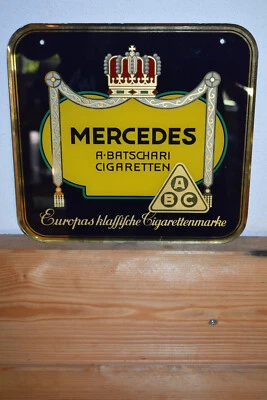 MERCEDES
A·BATSCHARI
CIGARETTEN
A
B C
Europas klassische Cigarettenmarke